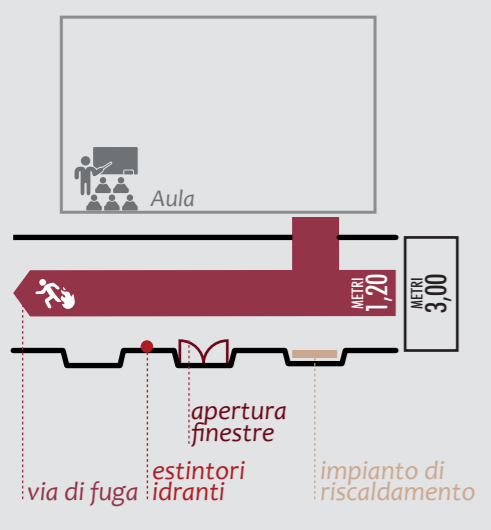 Aula
METRI
1,20
METRI
3,00
apertura
finestre
via di fuga
estintori
idranti
impianto di
riscaldamento